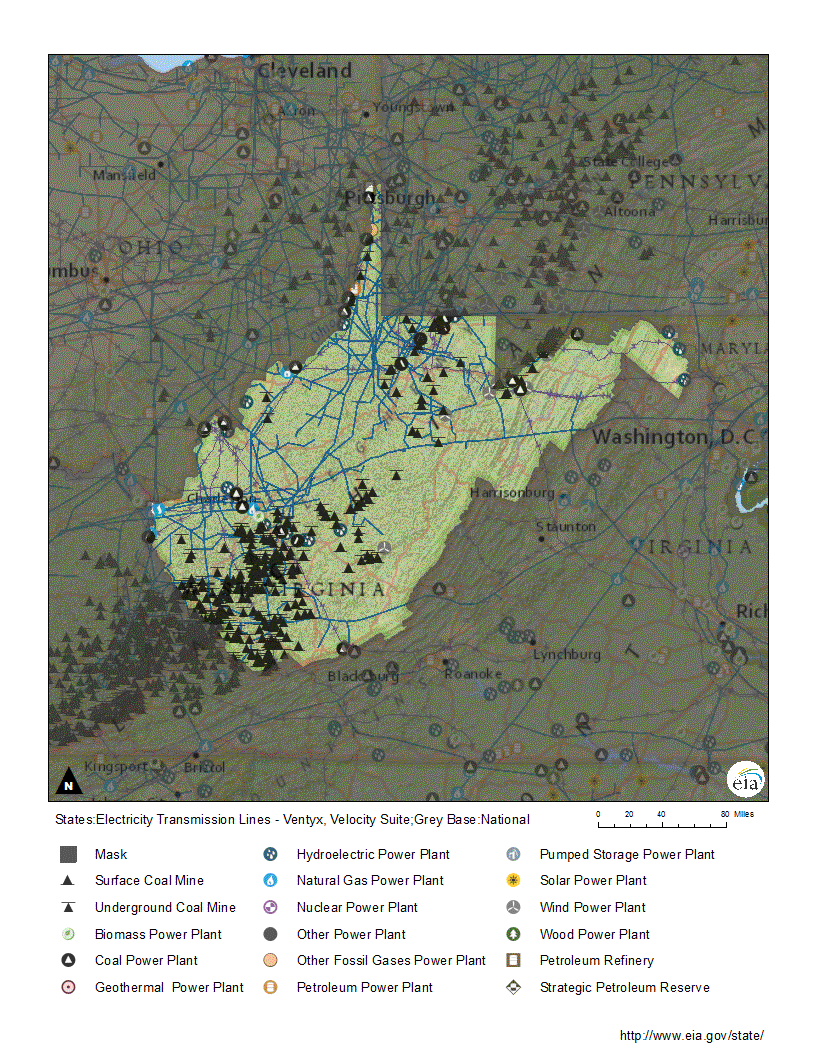 Cleveland
Akron
Youngstown
Mansfield
State College
Pittsburgh
PENNSYLV
Altoona
Harrisbur
OHIO
mbus
MARYLA
Washington, D.C.
Harrisonburg
Staunton
VIRGINIA
VIRGINIA
Rich
Lynchburg
Roanoke
Blacksburg
Kingsport
Bristol
N
eia
States:Electricity Transmission Lines - Ventyx, Velocity Suite;Grey Base:National
0 20 40 80 Miles
Mask
Surface Coal Mine
Underground Coal Mine
Biomass Power Plant
Coal Power Plant
Geothermal Power Plant
Hydroelectric Power Plant
Natural Gas Power Plant
Nuclear Power Plant
Other Power Plant
Other Fossil Gases Power Plant
Petroleum Power Plant
Pumped Storage Power Plant
Solar Power Plant
Wind Power Plant
Wood Power Plant
Petroleum Refinery
Strategic Petroleum Reserve
http://www.eia.gov/state/